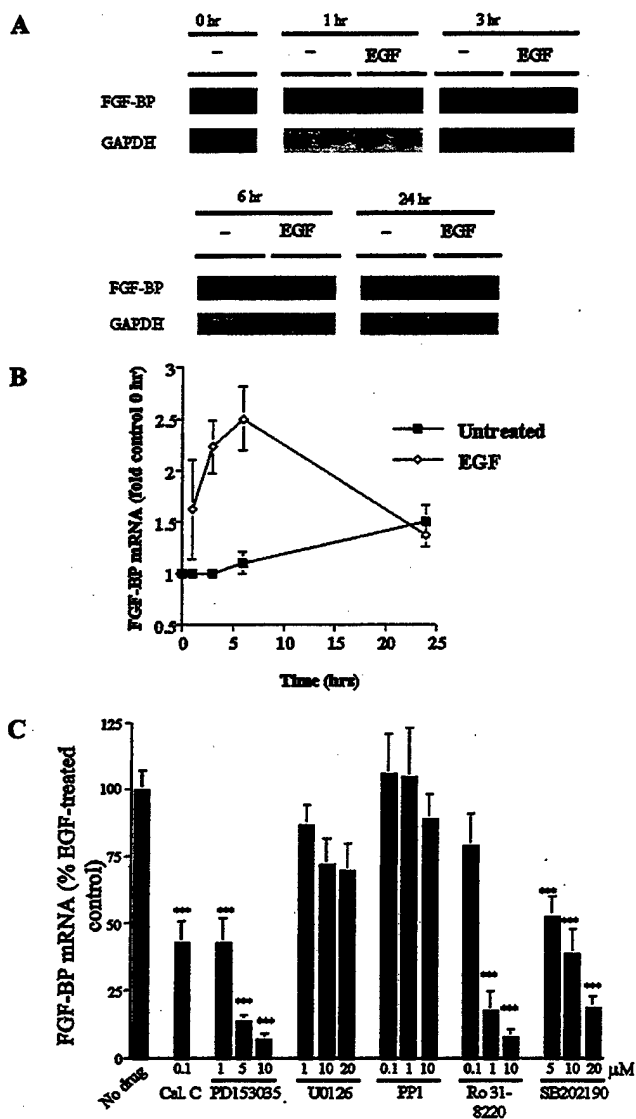 A
0 hr 1 hr 3 hr
– – EGF – EGF
FGF-BP
GAPDH
6 hr 24 hr
– EGF – EGF
FGF-BP
GAPDH
B
FGF-BP mRNA (fold control 0 hr)
3
2.5
2
1.5
1
0.5
0 5 10 15 20 25
Time (hrs)
Untreated
EGF
C
FGF-BP mRNA (% EGF-treated
control)
125
100
75
50
25
0
*** *** *** *** *** *** *** *** ***
0.1 1 5 10 1 10 20 0.1 1 10 0.1 1 10 5 10 20 μM
No drug Cal. C PD153035 U0126 PP1 Ro 31-
8220 SB202190